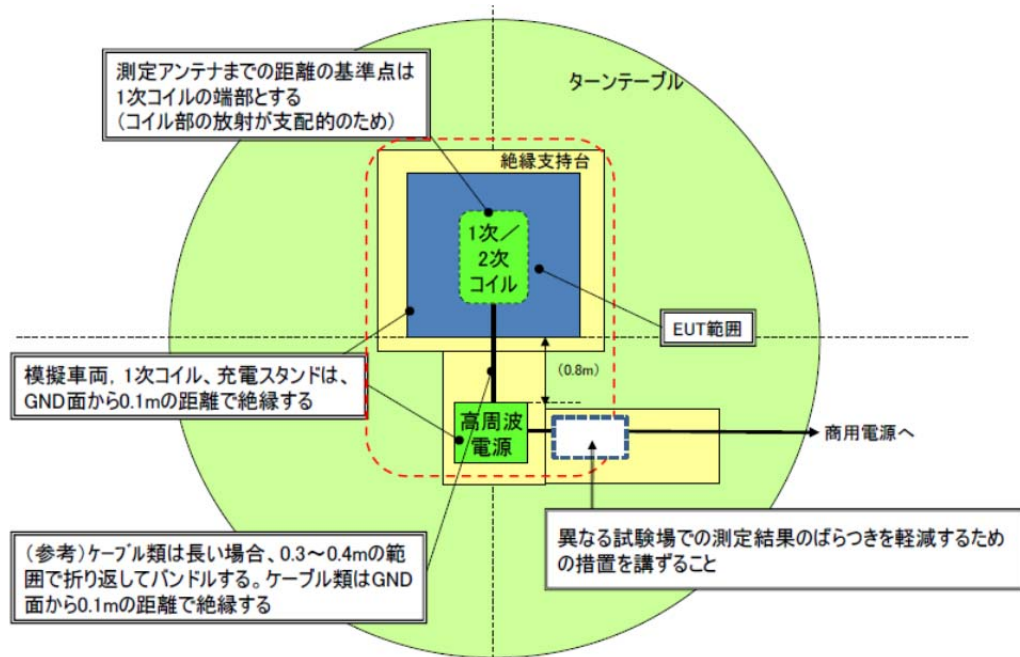 測定アンテナまでの距離の基準点は
1次コイルの端部とする
(コイル部の放射が支配的のため)
ターンテーブル
絶縁支持台
1次/
2次
コイル
EUT範囲
模擬車両, 1次コイル、充電スタンドは、
GND面から0.1mの距離で絶縁する
(0.8m)
高周波
電源
商用電源へ
(参考)ケーブル類は長い場合、0.3～0.4mの範
囲で折り返してバンドルする。ケーブル類はGND
面から0.1mの距離で絶縁する
異なる試験場での測定結果のばらつきを軽減するため
の措置を講ずること